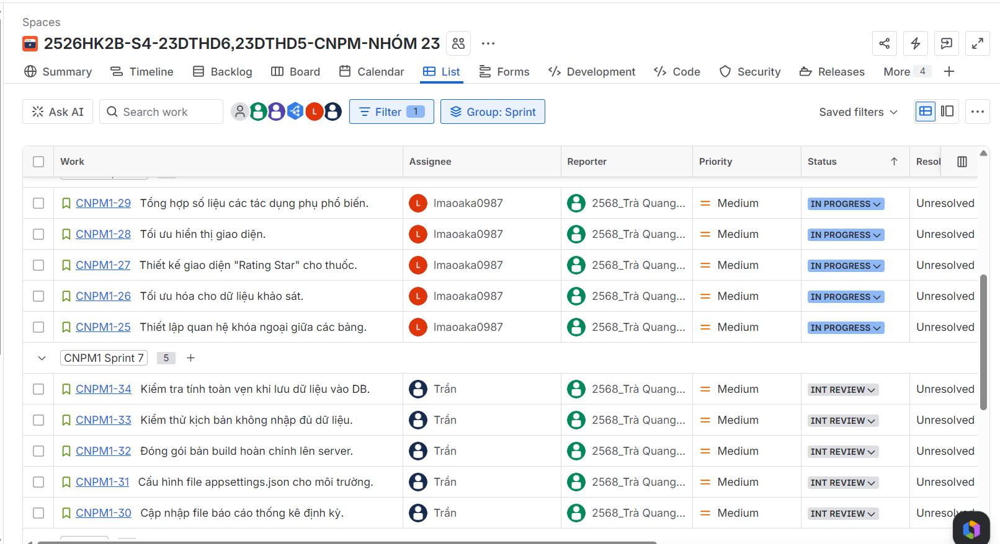 Spaces
2526HK2B-S4-23DTHD6,23DTHD5-CNPM-NHÓM 23
Summary Timeline Backlog Board Calendar List Forms Development Code Security Releases More 4
Ask AI Search work L Filter 1 Group: Sprint Saved filters
Work Assignee Reporter Priority Status Resol
CNPM1-29 Tổng hợp số liệu các tác dụng phụ phổ biến. L lmaoaka0987 2568_Trà Quang... Medium IN PROGRESS Unresolved
CNPM1-28 Tối ưu hiển thị giao diện. L lmaoaka0987 2568_Trà Quang... Medium IN PROGRESS Unresolved
CNPM1-27 Thiết kế giao diện "Rating Star" cho thuốc. L lmaoaka0987 2568_Trà Quang... Medium IN PROGRESS Unresolved
CNPM1-26 Tối ưu hóa cho dữ liệu khảo sát. L lmaoaka0987 2568_Trà Quang... Medium IN PROGRESS Unresolved
CNPM1-25 Thiết lập quan hệ khóa ngoại giữa các bảng. L lmaoaka0987 2568_Trà Quang... Medium IN PROGRESS Unresolved
CNPM1 Sprint 7 5
CNPM1-34 Kiểm tra tính toàn vẹn khi lưu dữ liệu vào DB. Trần 2568_Trà Quang... Medium INT REVIEW Unresolved
CNPM1-33 Kiểm thử kịch bản không nhập đủ dữ liệu. Trần 2568_Trà Quang... Medium INT REVIEW Unresolved
CNPM1-32 Đóng gói bản build hoàn chỉnh lên server. Trần 2568_Trà Quang... Medium INT REVIEW Unresolved
CNPM1-31 Cấu hình file appsettings.json cho môi trường. Trần 2568_Trà Quang... Medium INT REVIEW Unresolved
CNPM1-30 Cập nhập file báo cáo thống kê định kỳ. Trần 2568_Trà Quang... Medium INT REVIEW Unresolved